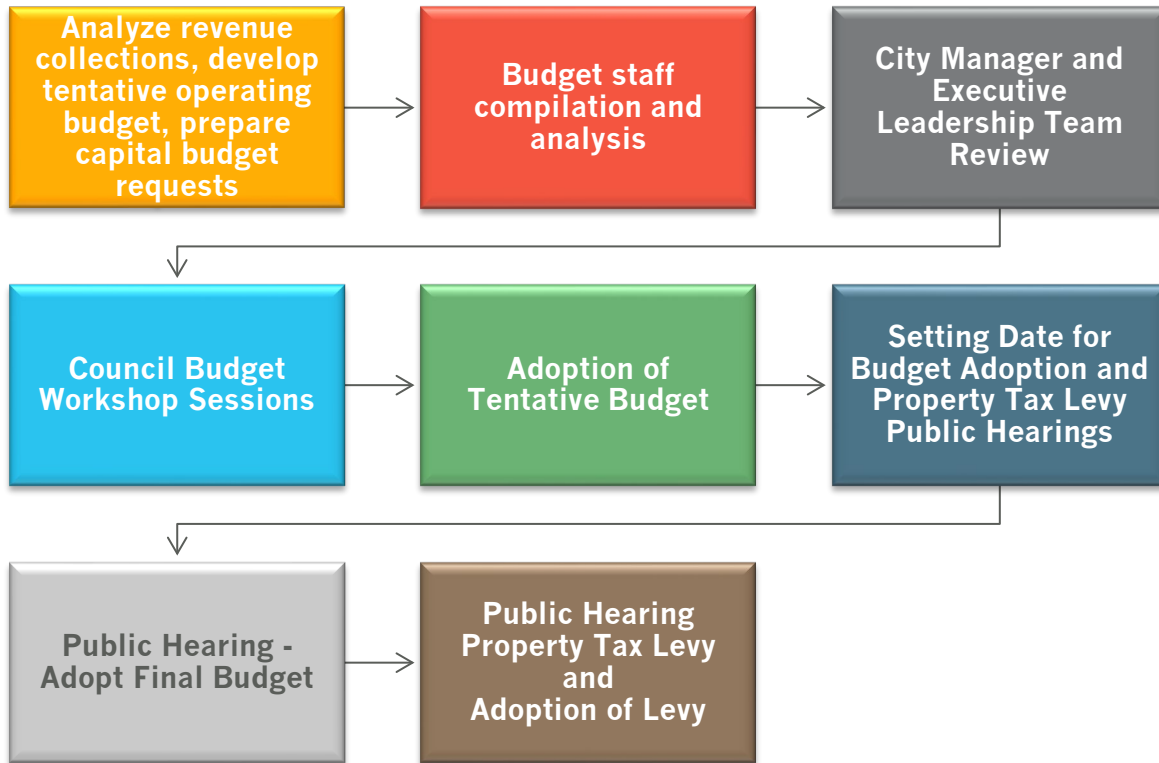 Analyze revenue
collections, develop
tentative operating
budget, prepare
capital budget
requests
Budget staff
compilation and
analysis
City Manager and
Executive
Leadership Team
Review
Council Budget
Workshop Sessions
Adoption of
Tentative Budget
Setting Date for
Budget Adoption and
Property Tax Levy
Public Hearings
Public Hearing -
Adopt Final Budget
Public Hearing
Property Tax Levy
and
Adoption of Levy